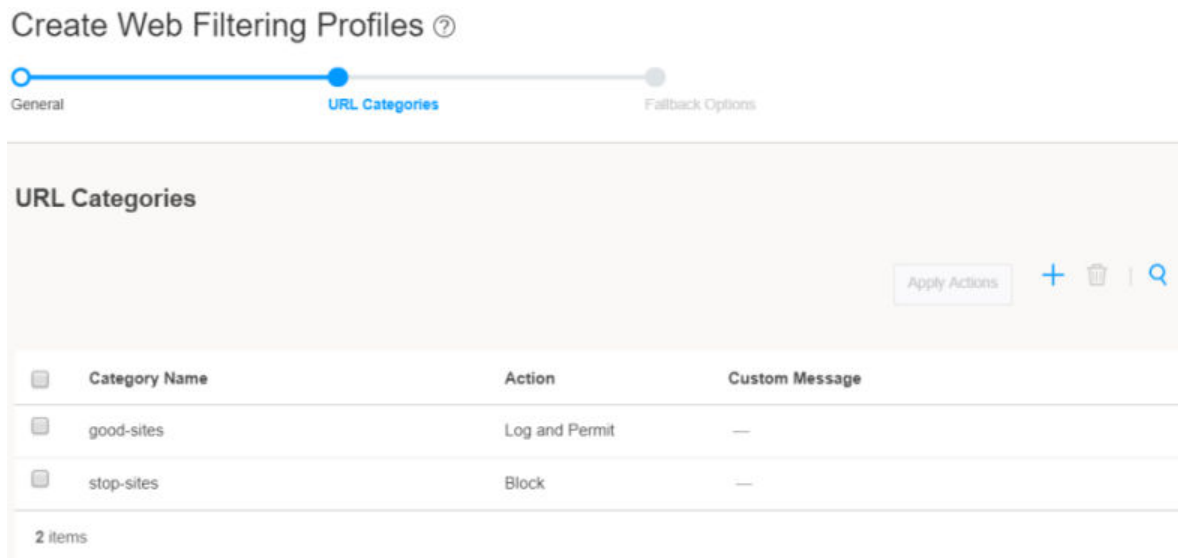 Create Web Filtering Profiles ?
General URL Categories Fallback Options
URL Categories
Apply Actions
Category Name Action Custom Message
good-sites Log and Permit —
stop-sites Block —
2 items